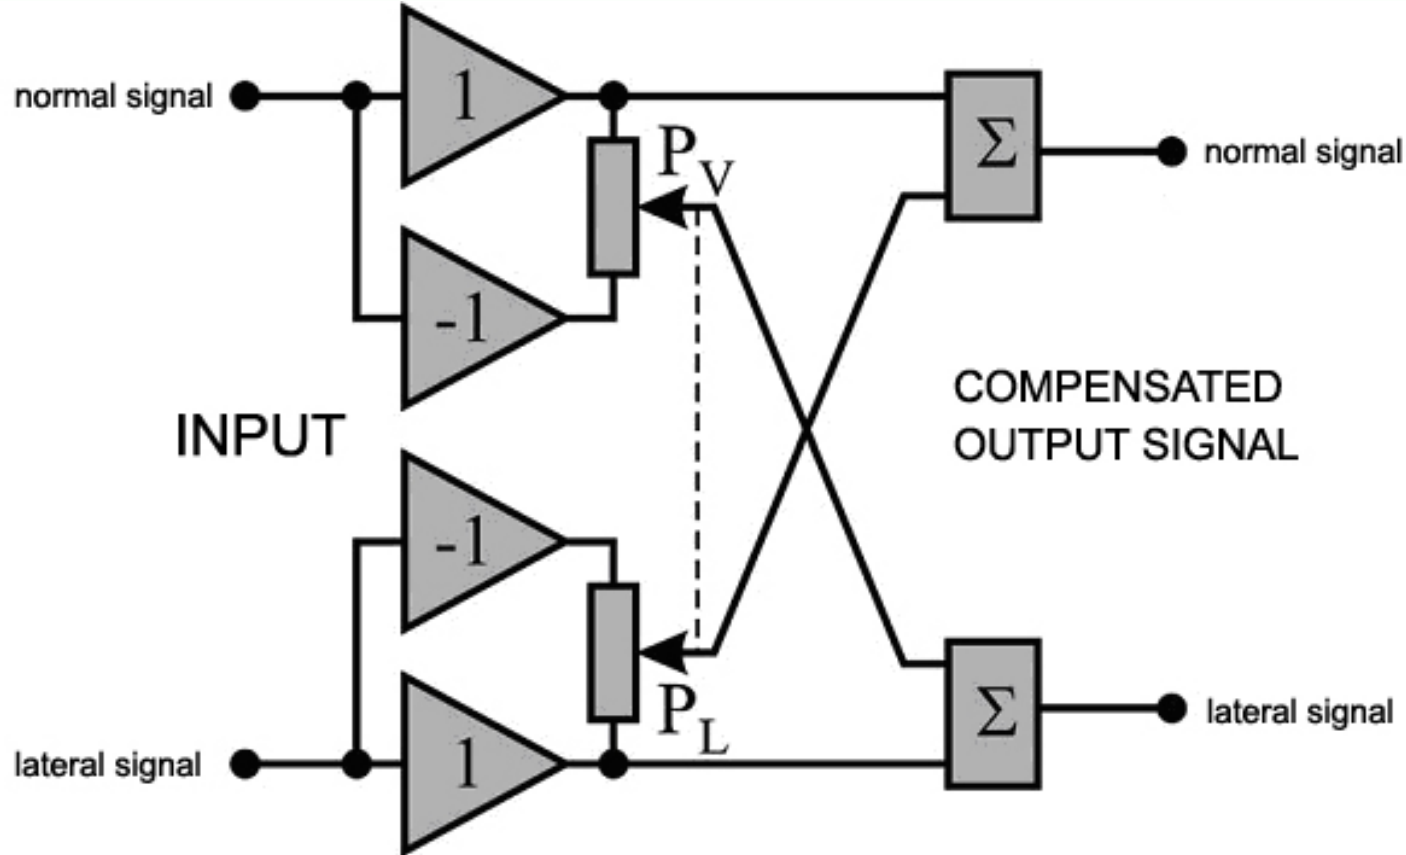 normal signal
1
P_V
Σ
normal signal
-1
INPUT
COMPENSATED
OUTPUT SIGNAL
-1
P_L
Σ
lateral signal
lateral signal
1